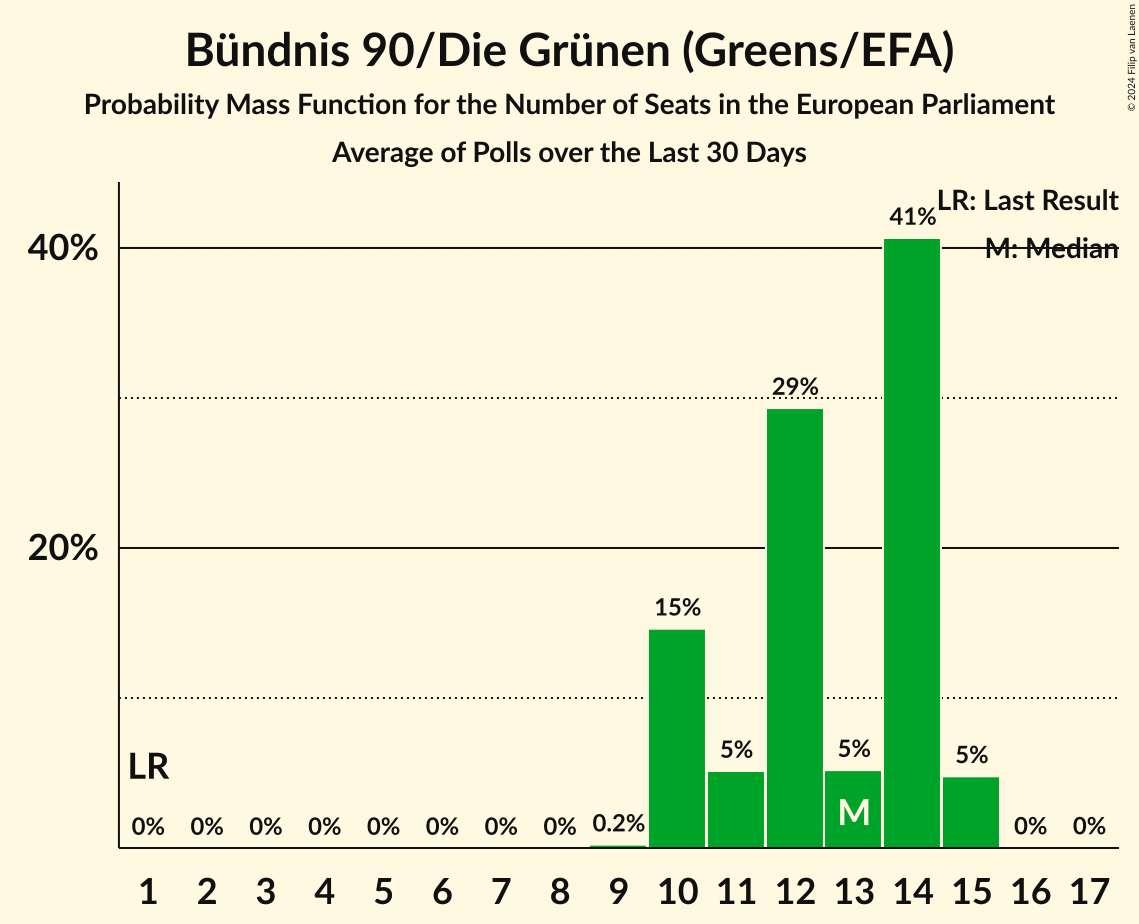 Bündnis 90/Die Grünen (Greens/EFA)
Probability Mass Function for the Number of Seats in the European Parliament
Average of Polls over the Last 30 Days
© 2024 Filip van Laenen
LR: Last Result
M: Median
41%
40%
29%
20%
15%
5%
5%
5%
LR
M
0% 0% 0% 0% 0% 0% 0% 0% 0.2% 0% 0%
1 2 3 4 5 6 7 8 9 10 11 12 13 14 15 16 17